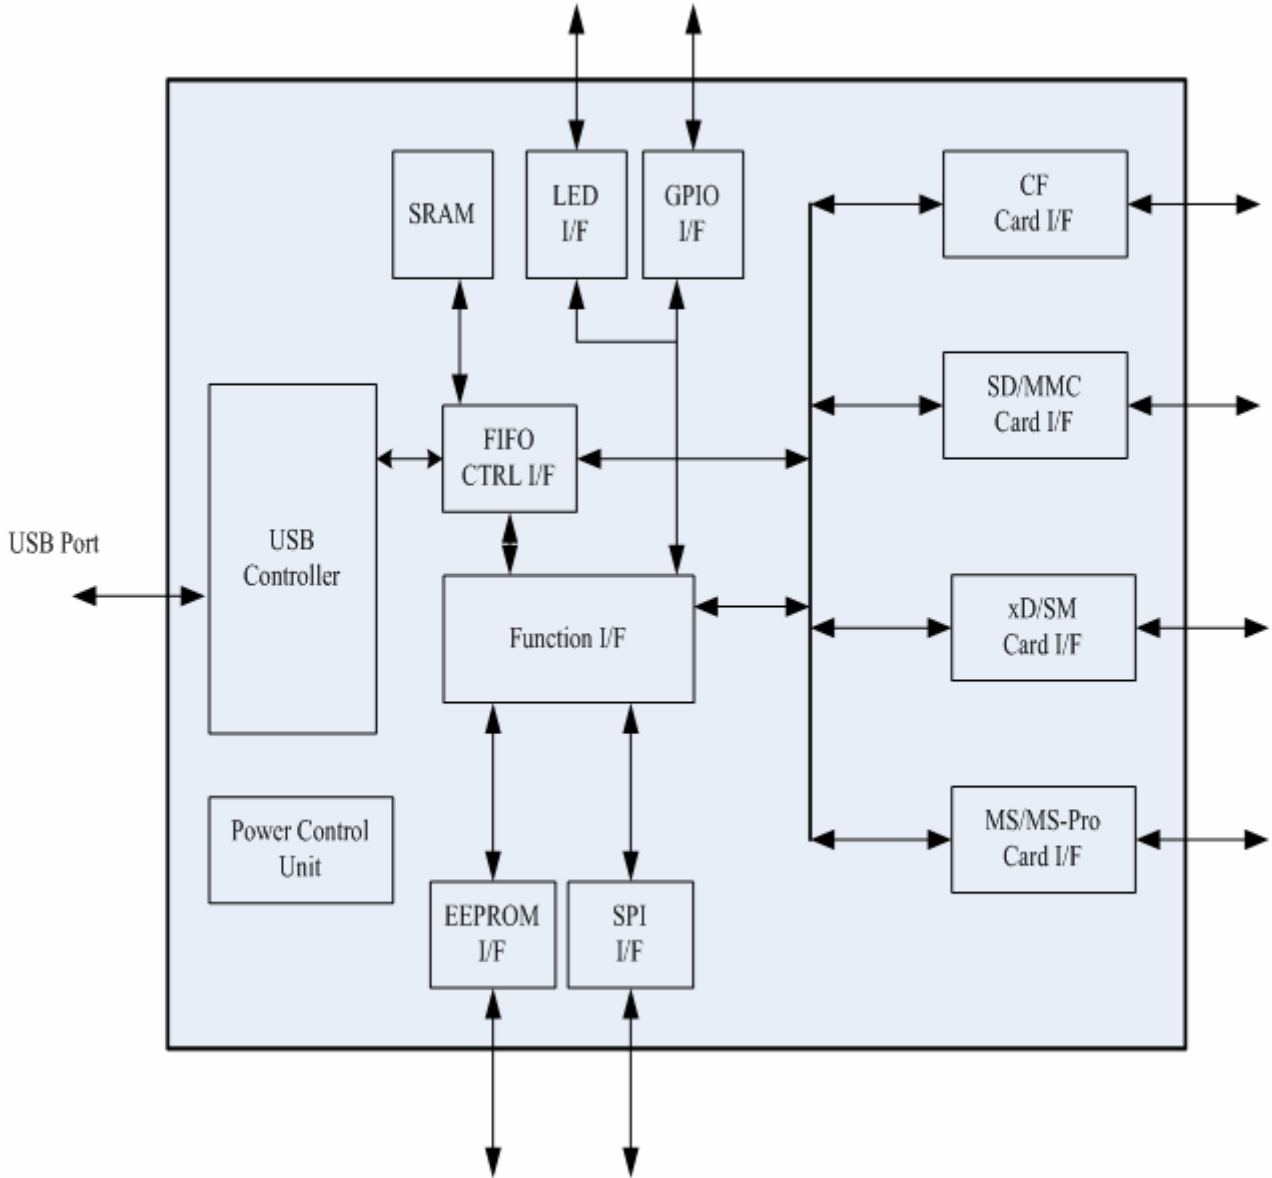 SRAM
LED
I/F
GPIO
I/F
CF
Card I/F
SD/MMC
Card I/F
FIFO
CTRL I/F
USB Port
USB
Controller
Function I/F
xD/SM
Card I/F
Power Control
Unit
MS/MS-Pro
Card I/F
EEPROM
I/F
SPI
I/F